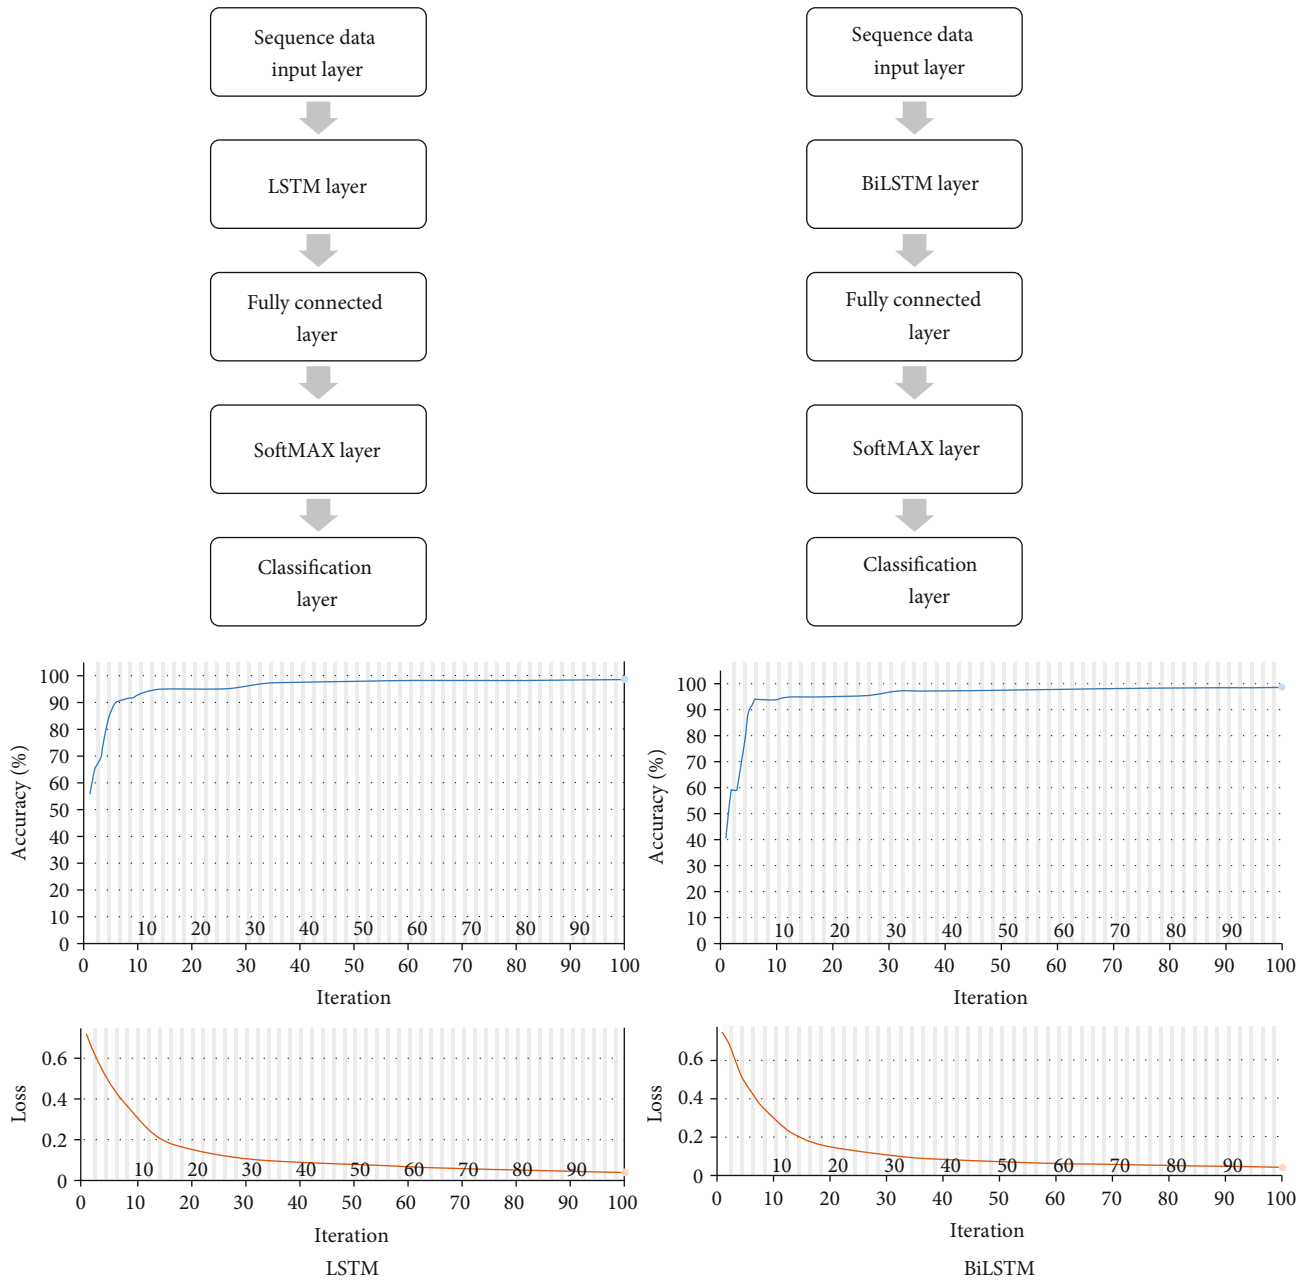 Sequence data
input layer
LSTM layer
Fully connected
layer
SoftMAX layer
Classification
layer
Sequence data
input layer
BiLSTM layer
Fully connected
layer
SoftMAX layer
Classification
layer
Accuracy (%)
100
90
80
70
60
50
40
30
20
10
0
10 20 30 40 50 60 70 80 90
0 10 20 30 40 50 60 70 80 90 100
Iteration
Accuracy (%)
100
90
80
70
60
50
40
30
20
10
0
10 20 30 40 50 60 70 80 90
0 10 20 30 40 50 60 70 80 90 100
Iteration
Loss
0.6
0.4
0.2
0
10 20 30 40 50 60 70 80 90
0 10 20 30 40 50 60 70 80 90 100
Iteration
LSTM
Loss
0.6
0.4
0.2
0
10 20 30 40 50 60 70 80 90
0 10 20 30 40 50 60 70 80 90 100
Iteration
BiLSTM